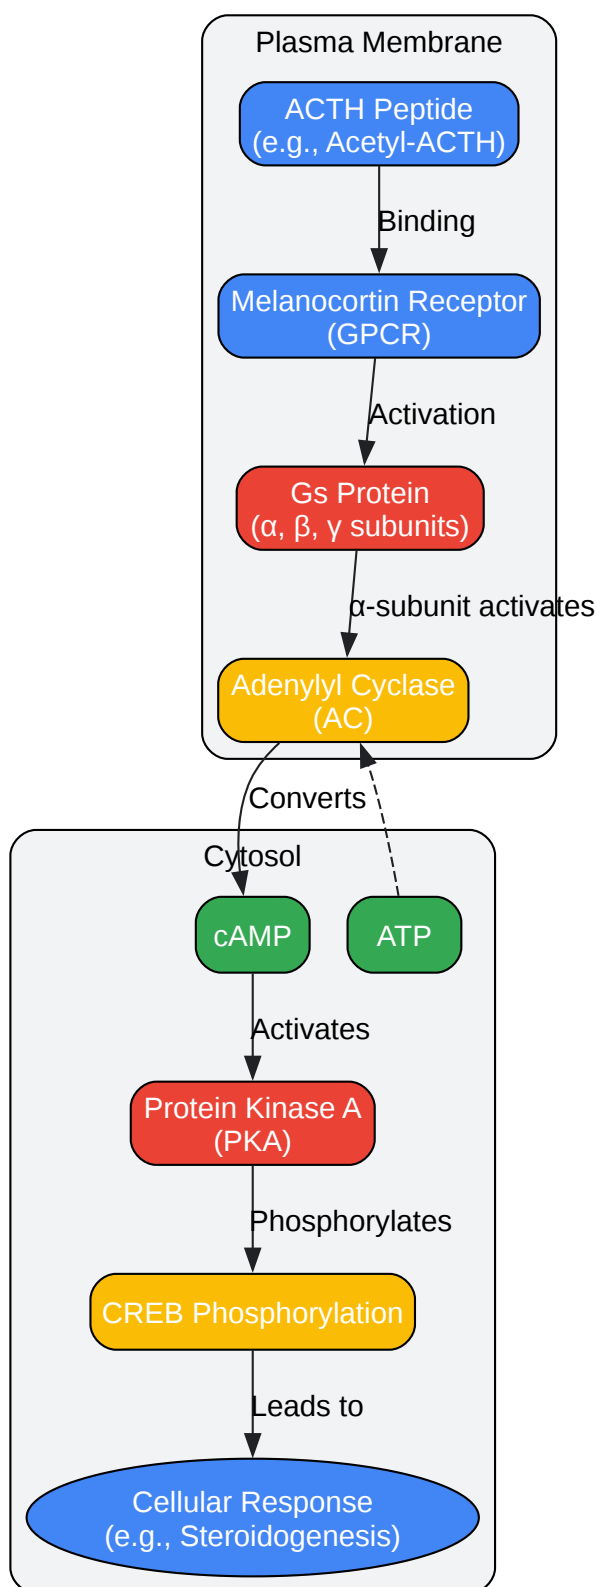 Plasma Membrane
ACTH Peptide
(e.g., Acetyl-ACTH)
Binding
Melanocortin Receptor
(GPCR)
Activation
Gs Protein
(α, β, γ subunits)
α-subunit activates
Adenylyl Cyclase
(AC)
Converts
Cytosol
cAMP
ATP
Activates
Protein Kinase A
(PKA)
Phosphorylates
CREB Phosphorylation
Leads to
Cellular Response
(e.g., Steroidogenesis)